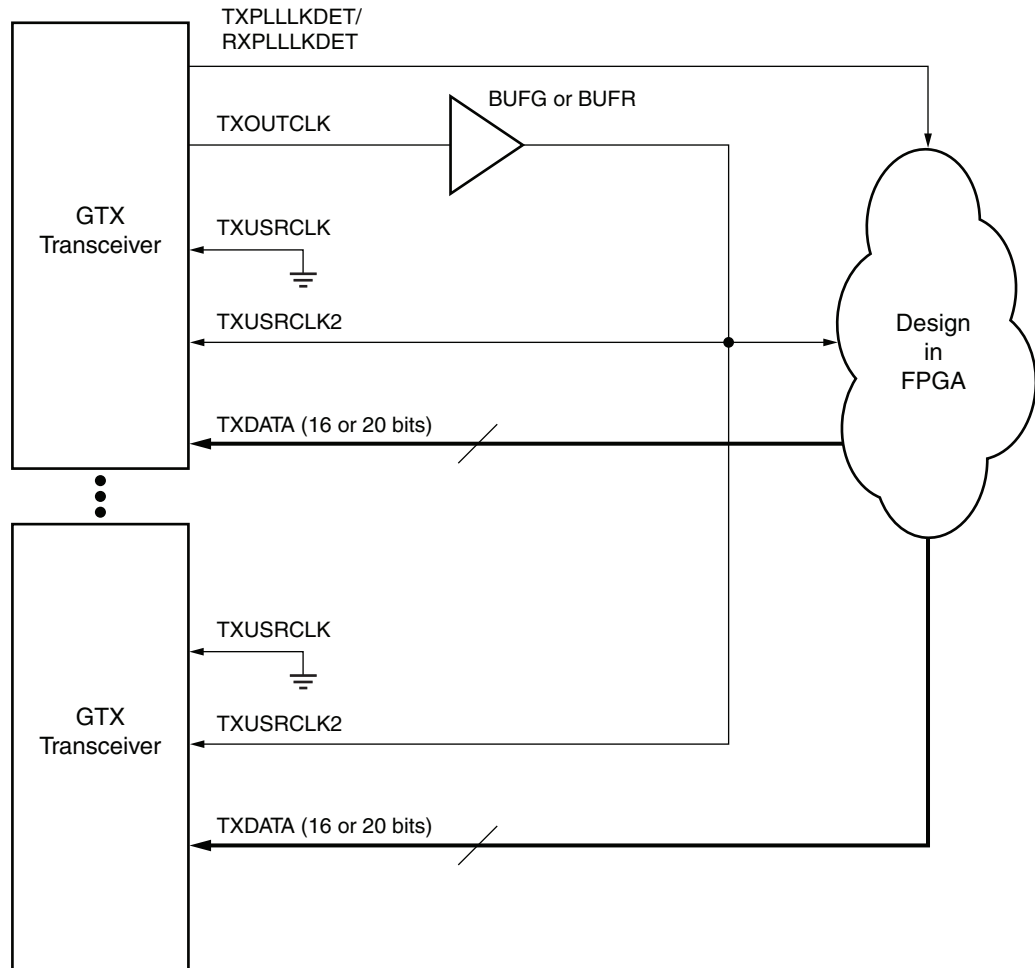 TXPLLLKDET/
RXPLLLKDET
BUFG or BUFR
TXOUTCLK
GTX
Transceiver
TXUSRCLK
TXUSRCLK2
Design
in
FPGA
TXDATA (16 or 20 bits)
TXUSRCLK
GTX
Transceiver
TXUSRCLK2
TXDATA (16 or 20 bits)